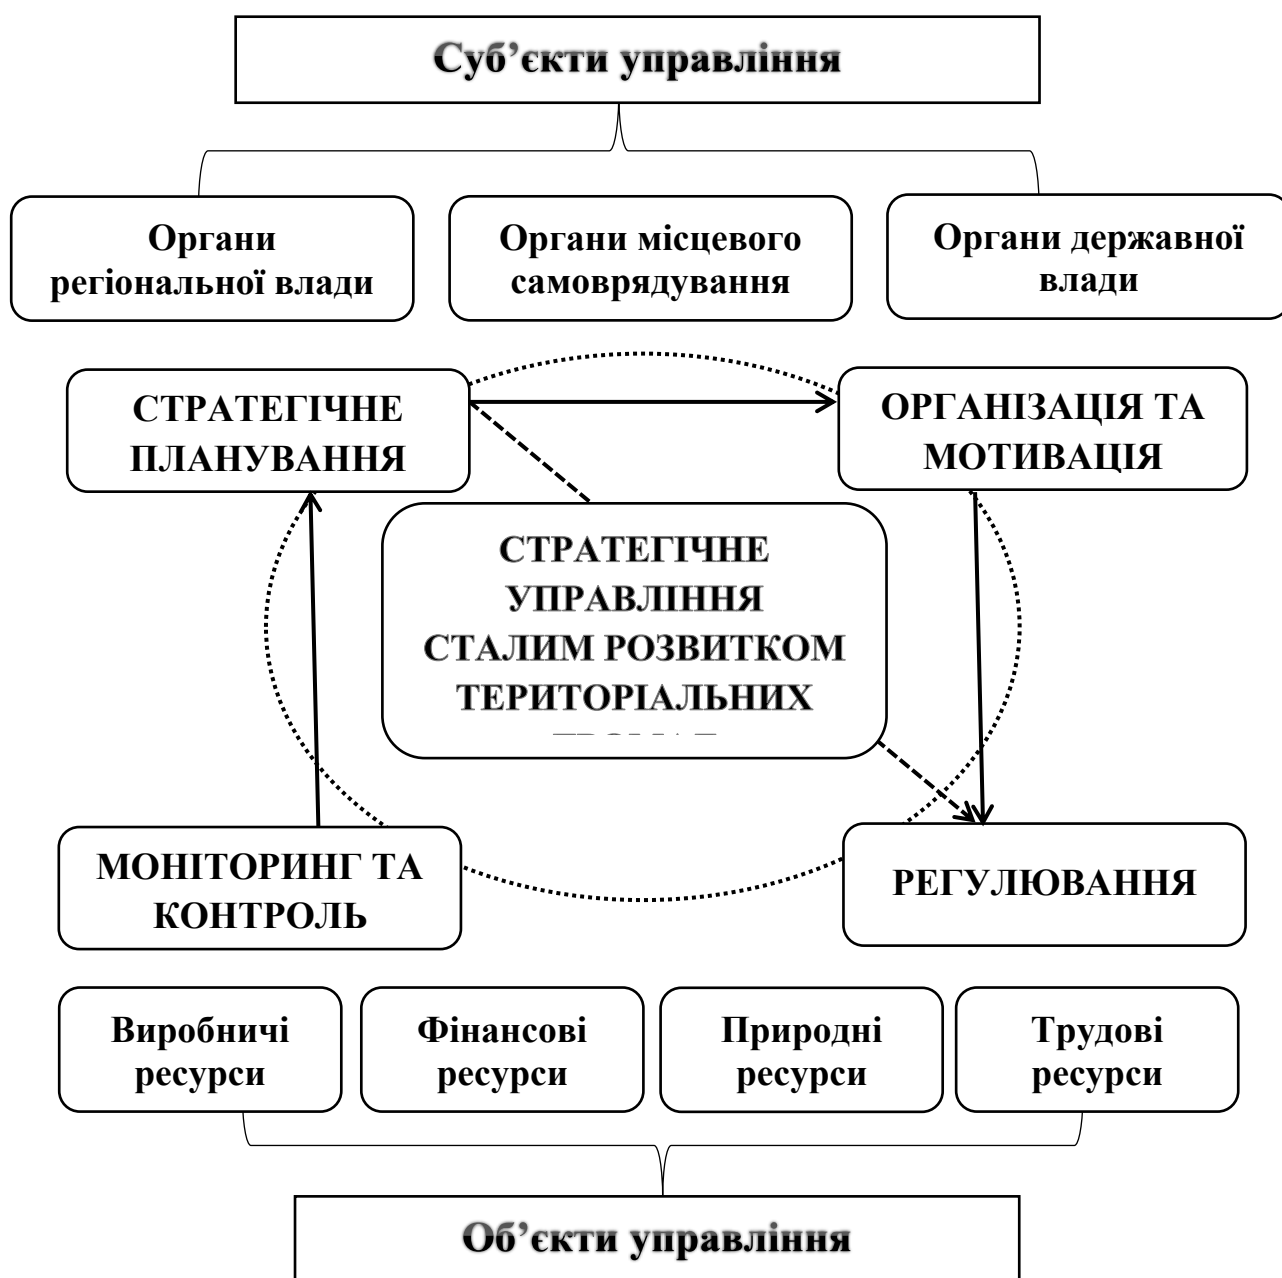 Суб’єкти управління
Органи
регіональної влади
Органи місцевого
самоврядування
Органи державної
влади
СТРАТЕГІЧНЕ
ПЛАНУВАННЯ
ОРГАНІЗАЦІЯ ТА
МОТИВАЦІЯ
СТРАТЕГІЧНЕ
УПРАВЛІННЯ
СТАЛИМ РОЗВИТКОМ
ТЕРИТОРІАЛЬНИХ
МОНІТОРИНГ ТА
КОНТРОЛЬ
РЕГУЛЮВАННЯ
Виробничі
ресурси
Фінансові
ресурси
Природні
ресурси
Трудові
ресурси
Об’єкти управління